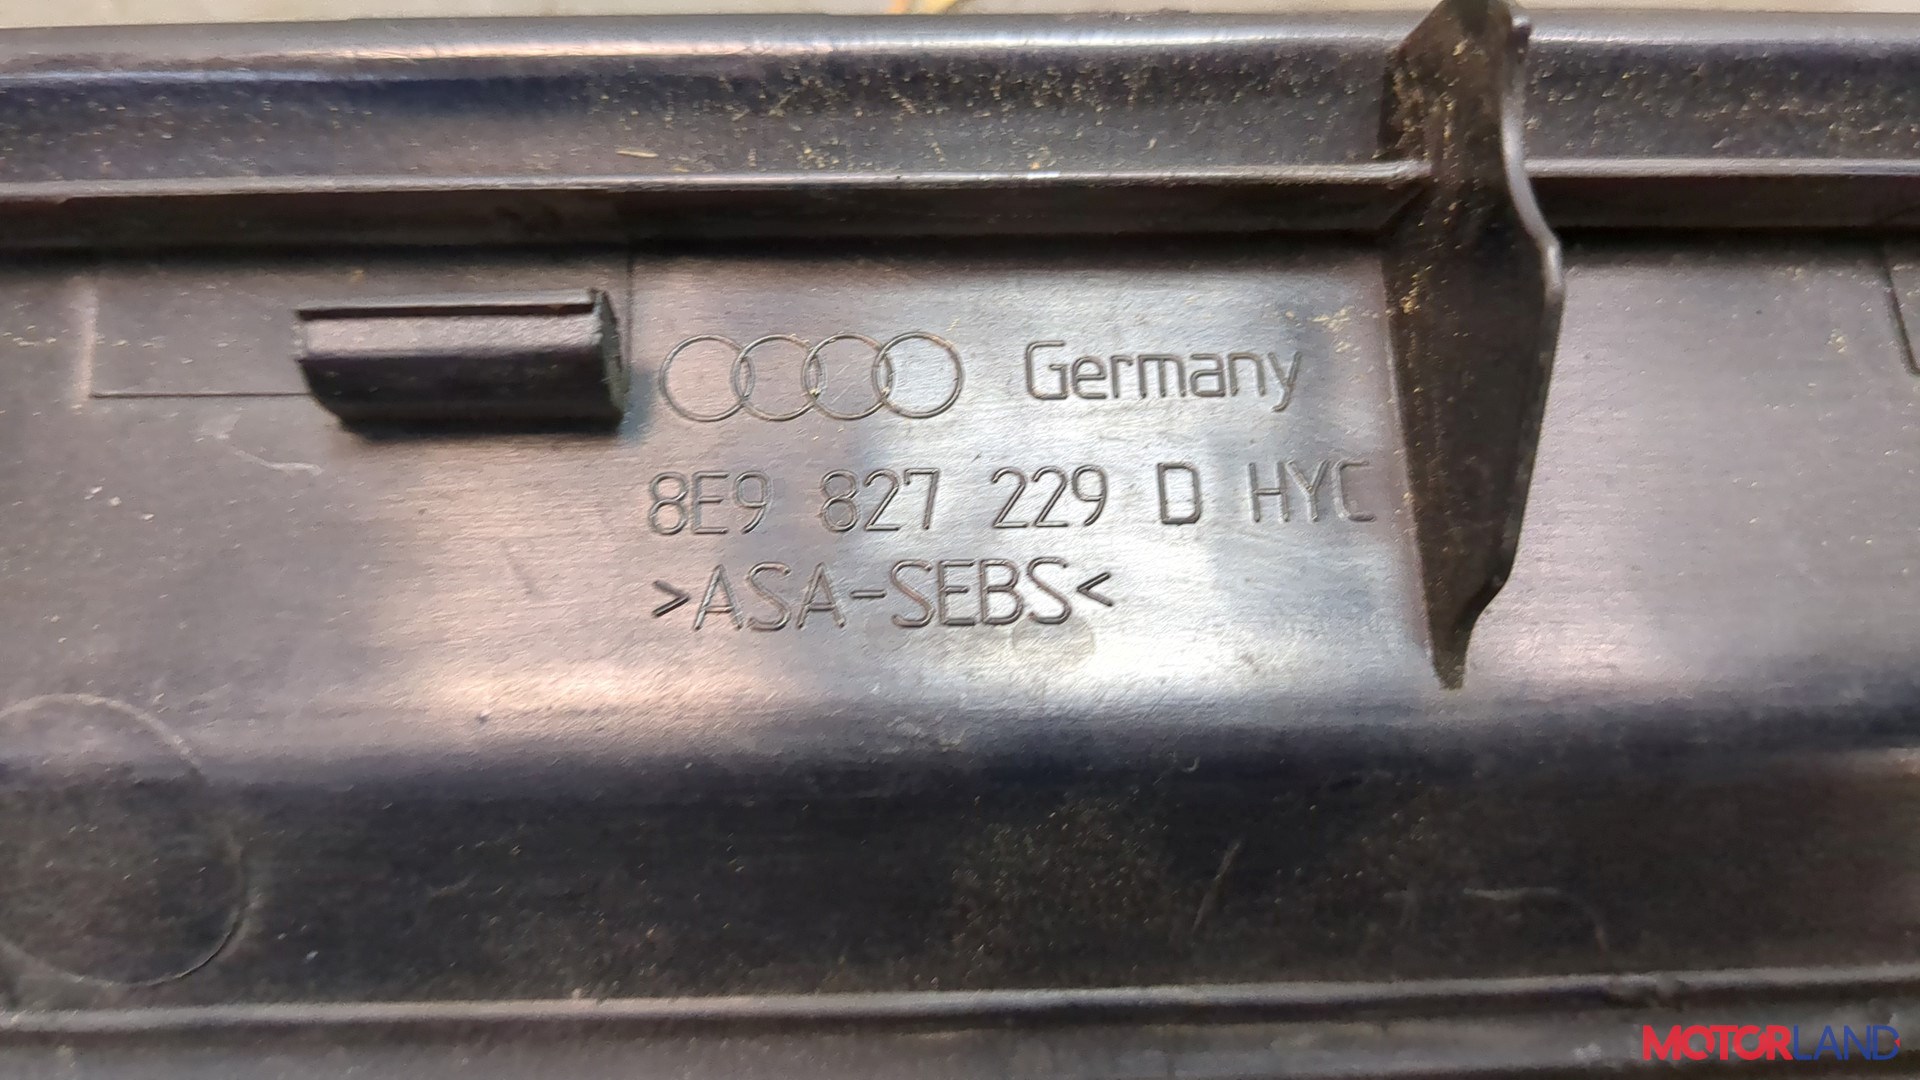 Germany
8E9 827 229 D HYC
>ASA-SEBS<
MOTORLAND